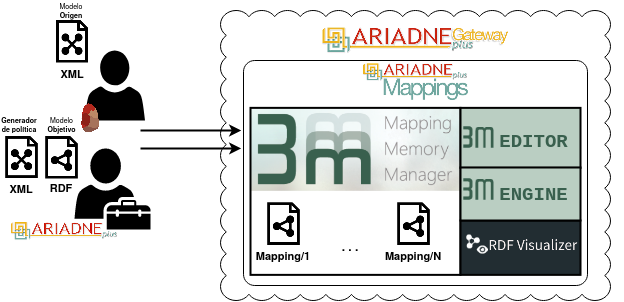 Modelo
Origen
XML
Generador
de política
Modelo
Objetivo
XML
RDF
ARIADNE
plus
ARIADNE
plus
Gateway
ARIADNE
plus
Mappings
3m
Mapping
Memory
Manager
3M EDITOR
3M ENGINE
RDF Visualizer
Mapping/1
...
Mapping/N